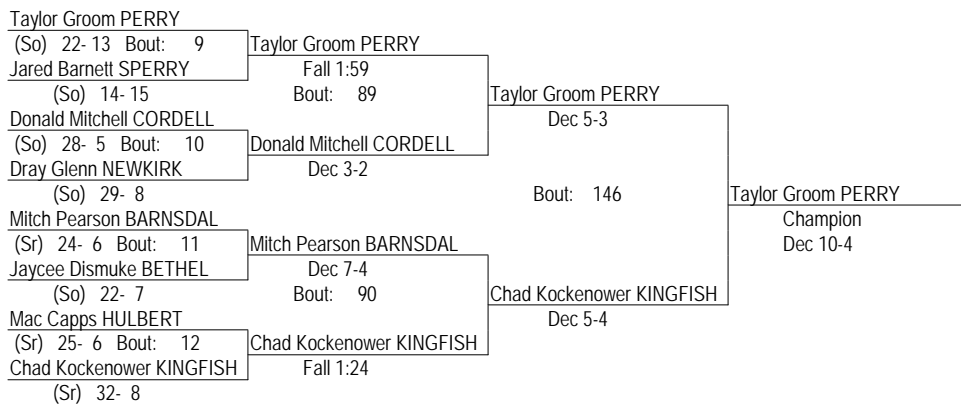 Taylor Groom PERRY
(So) 22- 13 Bout: 9
Taylor Groom PERRY
Jared Barnett SPERRY
Fall 1:59
(So) 14- 15
Bout: 89
Taylor Groom PERRY
Donald Mitchell CORDELL
Dec 5-3
(So) 28- 5 Bout: 10
Donald Mitchell CORDELL
Dray Glenn NEWKIRK
Dec 3-2
(So) 29- 8
Bout: 146
Taylor Groom PERRY
Mitch Pearson BARNSDAL
Champion
(Sr) 24- 6 Bout: 11
Mitch Pearson BARNSDAL
Dec 10-4
Jaycee Dismuke BETHEL
Dec 7-4
(So) 22- 7
Bout: 90
Chad Kockenower KINGFISH
Mac Capps HULBERT
Dec 5-4
(Sr) 25- 6 Bout: 12
Chad Kockenower KINGFISH
Chad Kockenower KINGFISH
Fall 1:24
(Sr) 32- 8